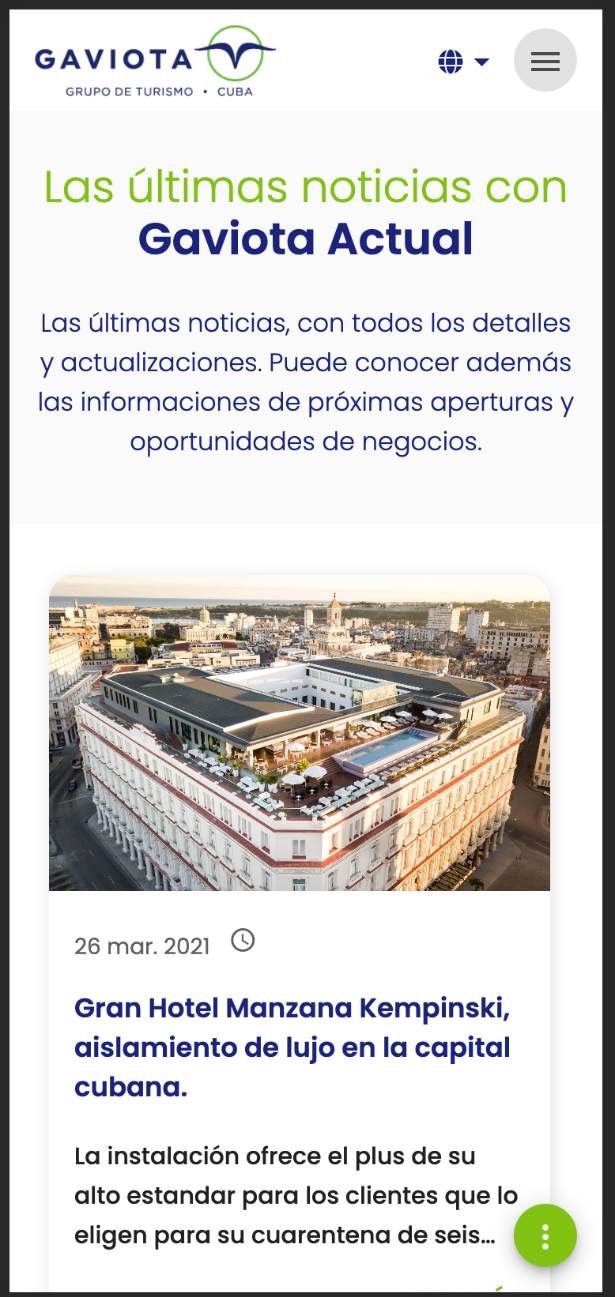 GAVIOTA
GRUPO DE TURISMO • CUBA
Las últimas noticias con
Gaviota Actual
Las últimas noticias, con todos los detalles
y actualizaciones. Puede conocer además
las informaciones de próximas aperturas y
oportunidades de negocios.
26 mar. 2021
Gran Hotel Manzana Kempinski,
aislamiento de lujo en la capital
cubana.
La instalación ofrece el plus de su
alto estandar para los clientes que lo
eligen para su cuarentena de seis...